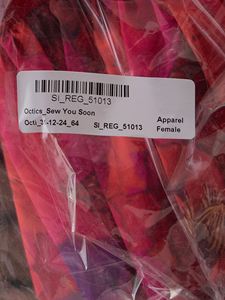 SI_REG_51013
Octics_Sew You Soon
Octi_3-12-24_64 SI_REG_51013 Apparel
Female